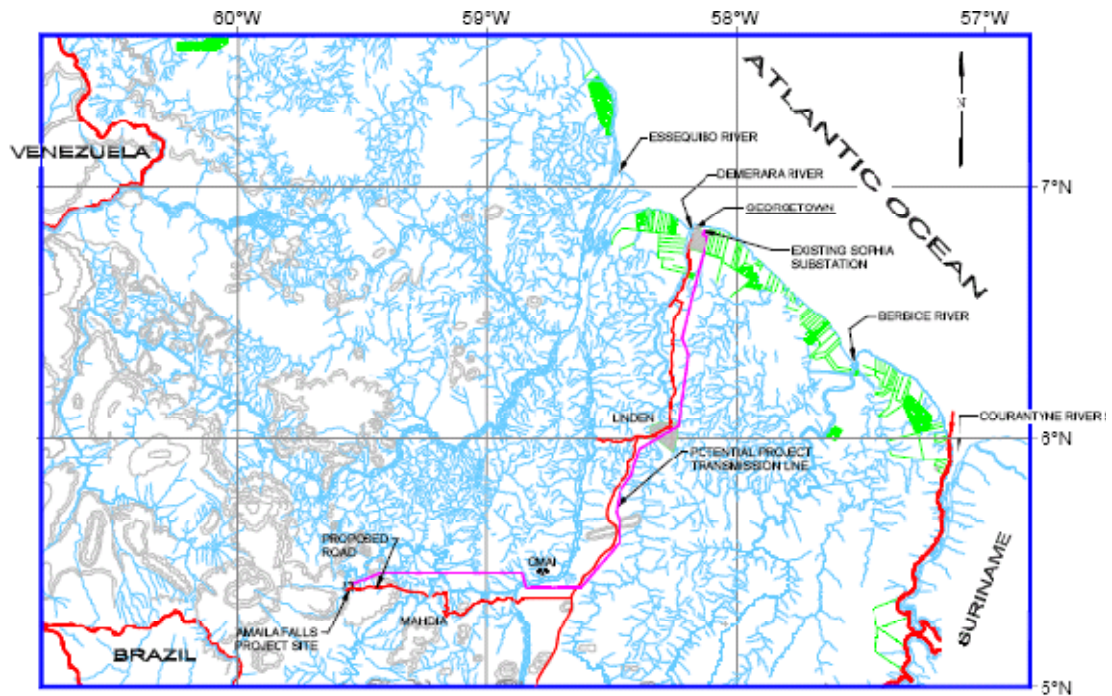 60°W 59°W 58°W 57°W
ATLANTIC OCEAN
N
VENEZUELA
ESSEQUIBO RIVER
DEMERARA RIVER
7°N
GEORGETOWN
EXISTING SOPHIA
SUBSTATION
BERBICE RIVER
LINDEN
COURANTYNE RIVER S
6°N
POTENTIAL PROJECT
TRANSMISSION LINE
PROPOSED
ROAD
OMAI
SURINAME
MAHDIA
AMAILA FALLS
PROJECT SITE
BRAZIL
5°N